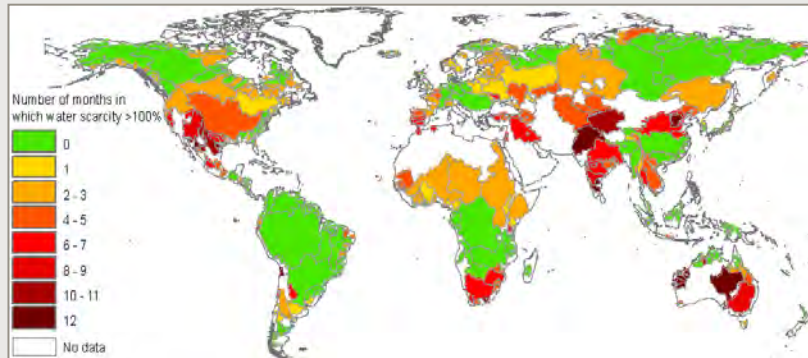 Number of months in
which water scarcity >100%
0
1
2 - 3
4 - 5
6 - 7
8 - 9
10 - 11
12
No data